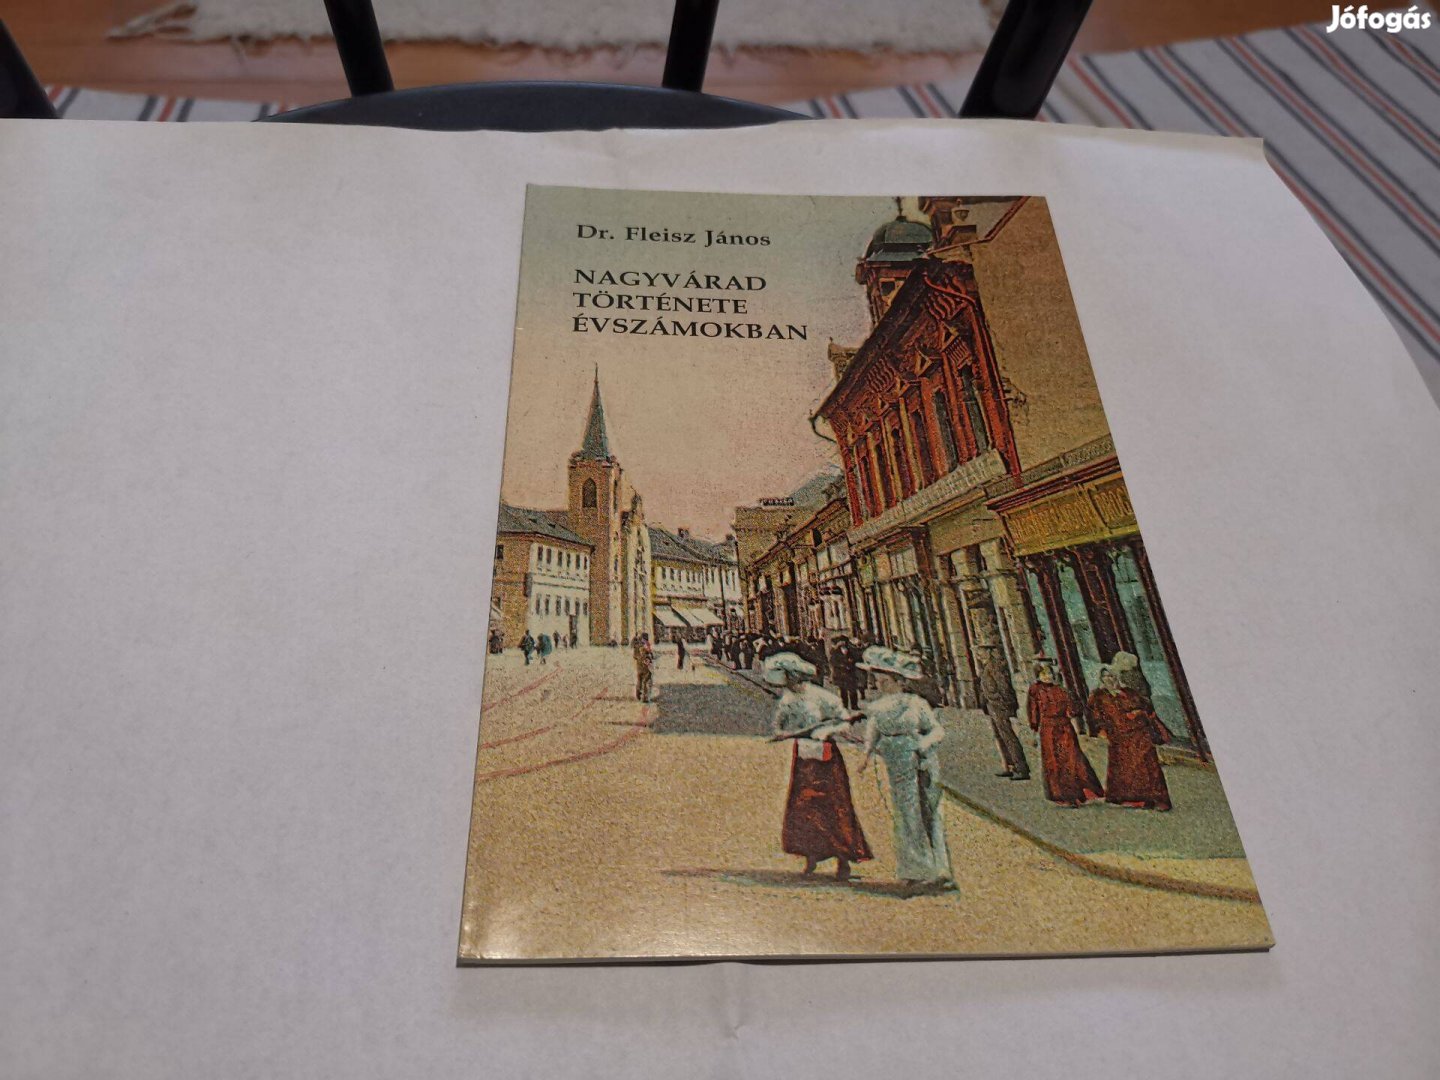 Jófogás
Dr. Fleisz János
NAGYVÁRAD
TÖRTÉNETE
ÉVSZÁMOKBAN